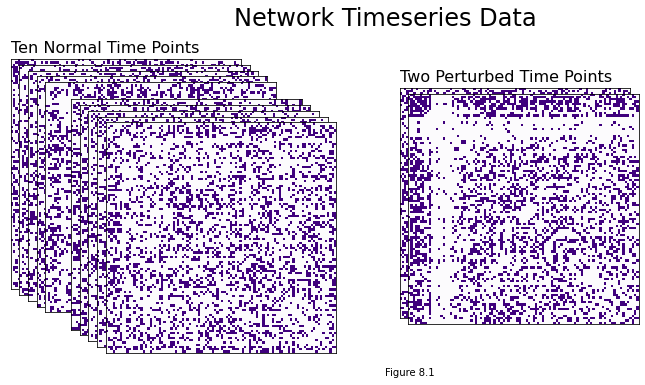 Network Timeseries Data
Ten Normal Time Points
Two Perturbed Time Points
Figure 8.1